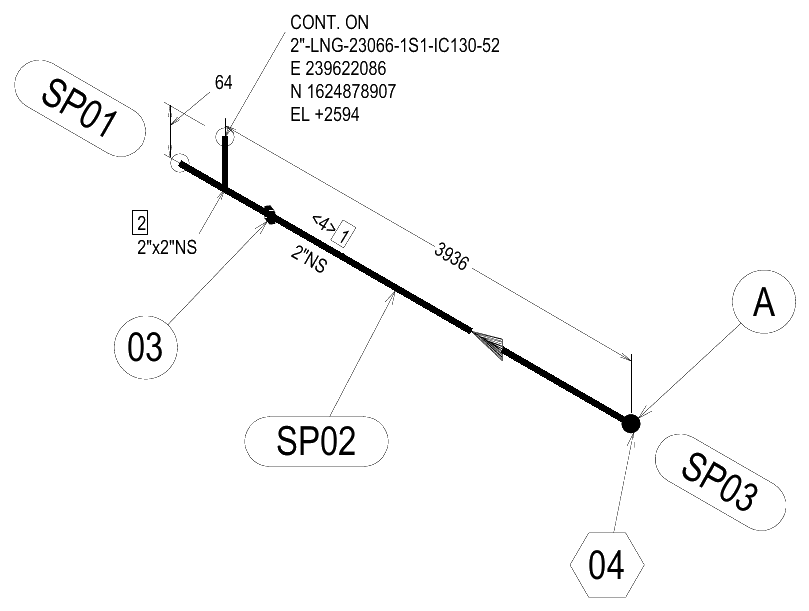 CONT. ON
2"-LNG-23066-1S1-IC130-52
E 239622086
N 1624878907
EL +2594
64
SP01
2
2"x2"NS
<4> 1
2"NS
3936
A
03
SP02
SP03
04